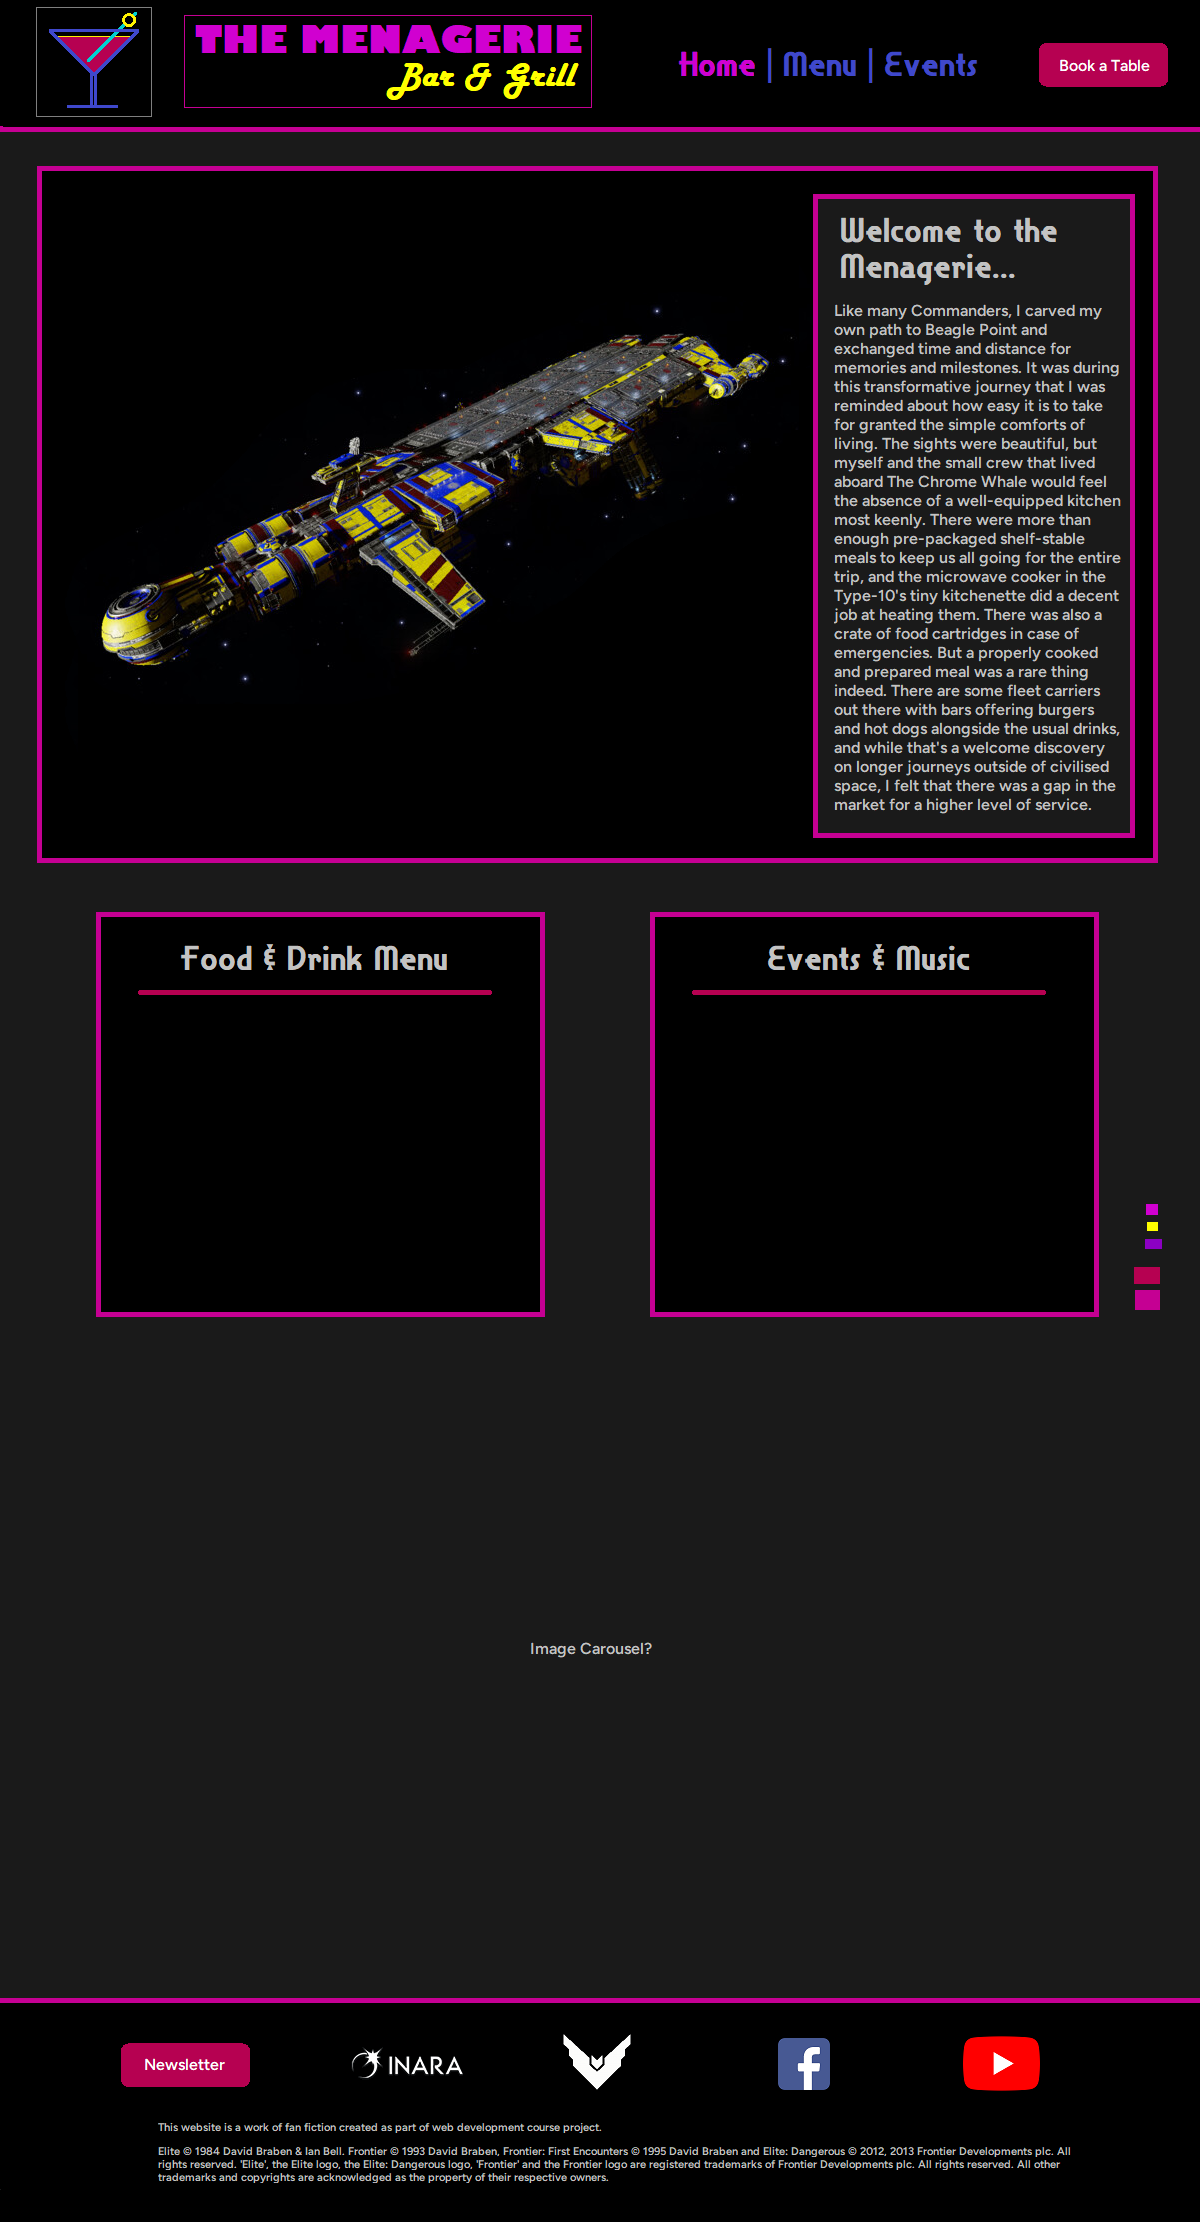 THE MENAGERIE
Bar & Grill
Home | Menu | Events
Book a Table
Welcome to the
Menagerie...
Like many Commanders, I carved my
own path to Beagle Point and
exchanged time and distance for
memories and milestones. It was during
this transformative journey that I was
reminded about how easy it is to take
for granted the simple comforts of
living. The sights were beautiful, but
myself and the small crew that lived
aboard The Chrome Whale would feel
the absence of a well-equipped kitchen
most keenly. There were more than
enough pre-packaged shelf-stable
meals to keep us all going for the entire
trip, and the microwave cooker in the
Type-10's tiny kitchenette did a decent
job at heating them. There was also a
crate of food cartridges in case of
emergencies. But a properly cooked
and prepared meal was a rare thing
indeed. There are some fleet carriers
out there with bars offering burgers
and hot dogs alongside the usual drinks,
and while that's a welcome discovery
on longer journeys outside of civilised
space, I felt that there was a gap in the
market for a higher level of service.
Food & Drink Menu
Events & Music
Image Carousel?
Newsletter
INARA
This website is a work of fan fiction created as part of web development course project.
Elite © 1984 David Braben & Ian Bell. Frontier © 1993 David Braben, Frontier: First Encounters © 1995 David Braben and Elite: Dangerous © 2012, 2013 Frontier Developments plc. All
rights reserved. 'Elite', the Elite logo, the Elite: Dangerous logo, 'Frontier' and the Frontier logo are registered trademarks of Frontier Developments plc. All rights reserved. All other
trademarks and copyrights are acknowledged as the property of their respective owners.